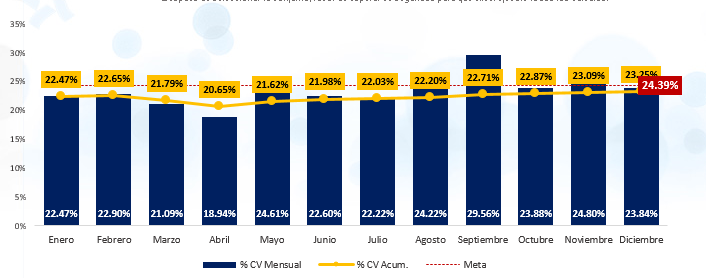 35%
30%
25%
20%
15%
10%
5%
0%
22.47% 22.65% 21.79% 20.65% 21.62% 21.98% 22.03% 22.20% 22.71% 22.87% 23.09% 23.25%
24.39%
22.47% 22.90% 21.09% 18.94% 24.61% 22.60% 22.22% 24.22% 29.56% 23.88% 24.80% 23.84%
Enero Febrero Marzo Abril Mayo Junio Julio Agosto Septiembre Octubre Noviembre Diciembre
% CV Mensual % CV Acum. Meta